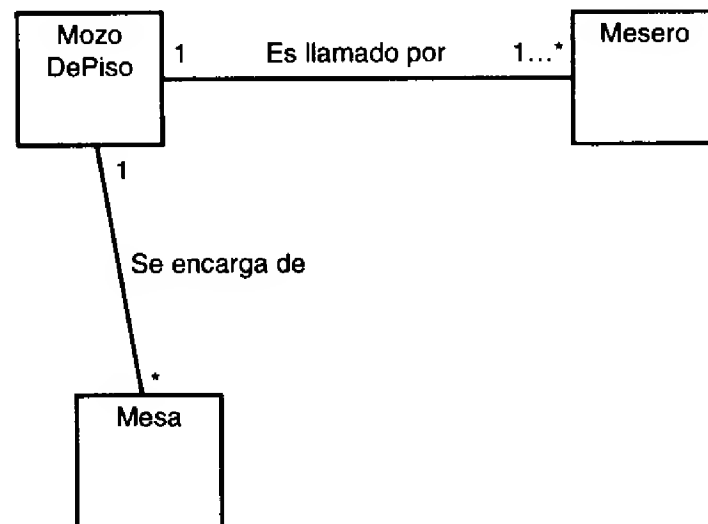 Mozo
DePiso
1 Es llamado por 1...*
Mesero
1
Se encarga de
*
Mesa